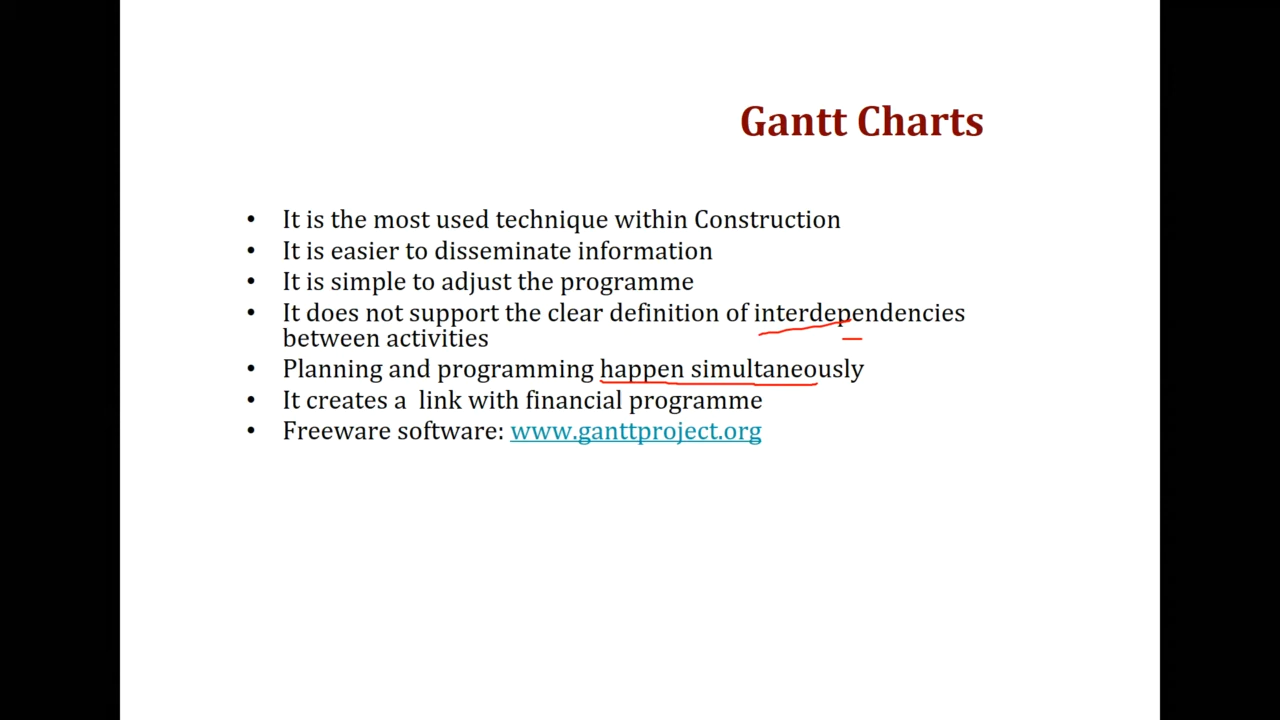 Gantt Charts
• It is the most used technique within Construction
• It is easier to disseminate information
• It is simple to adjust the programme
• It does not support the clear definition of interdependencies
between activities
• Planning and programming happen simultaneously
• It creates a  link with financial programme
• Freeware software: www.ganttproject.org